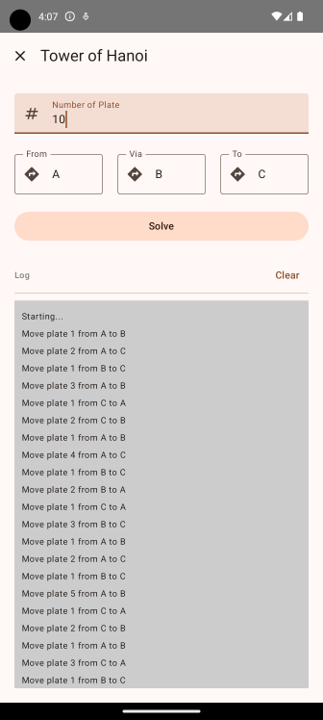 4:07
Tower of Hanoi
Number of Plate
# 10
From
A
Via
B
To
C
Solve
Log
Clear
Starting...
Move plate 1 from A to B
Move plate 2 from A to C
Move plate 1 from B to C
Move plate 3 from A to B
Move plate 1 from C to A
Move plate 2 from C to B
Move plate 1 from A to B
Move plate 4 from A to C
Move plate 1 from B to C
Move plate 2 from B to A
Move plate 1 from C to A
Move plate 3 from B to C
Move plate 1 from A to B
Move plate 2 from A to C
Move plate 1 from B to C
Move plate 5 from A to B
Move plate 1 from C to A
Move plate 2 from C to B
Move plate 1 from A to B
Move plate 3 from C to A
Move plate 1 from B to C